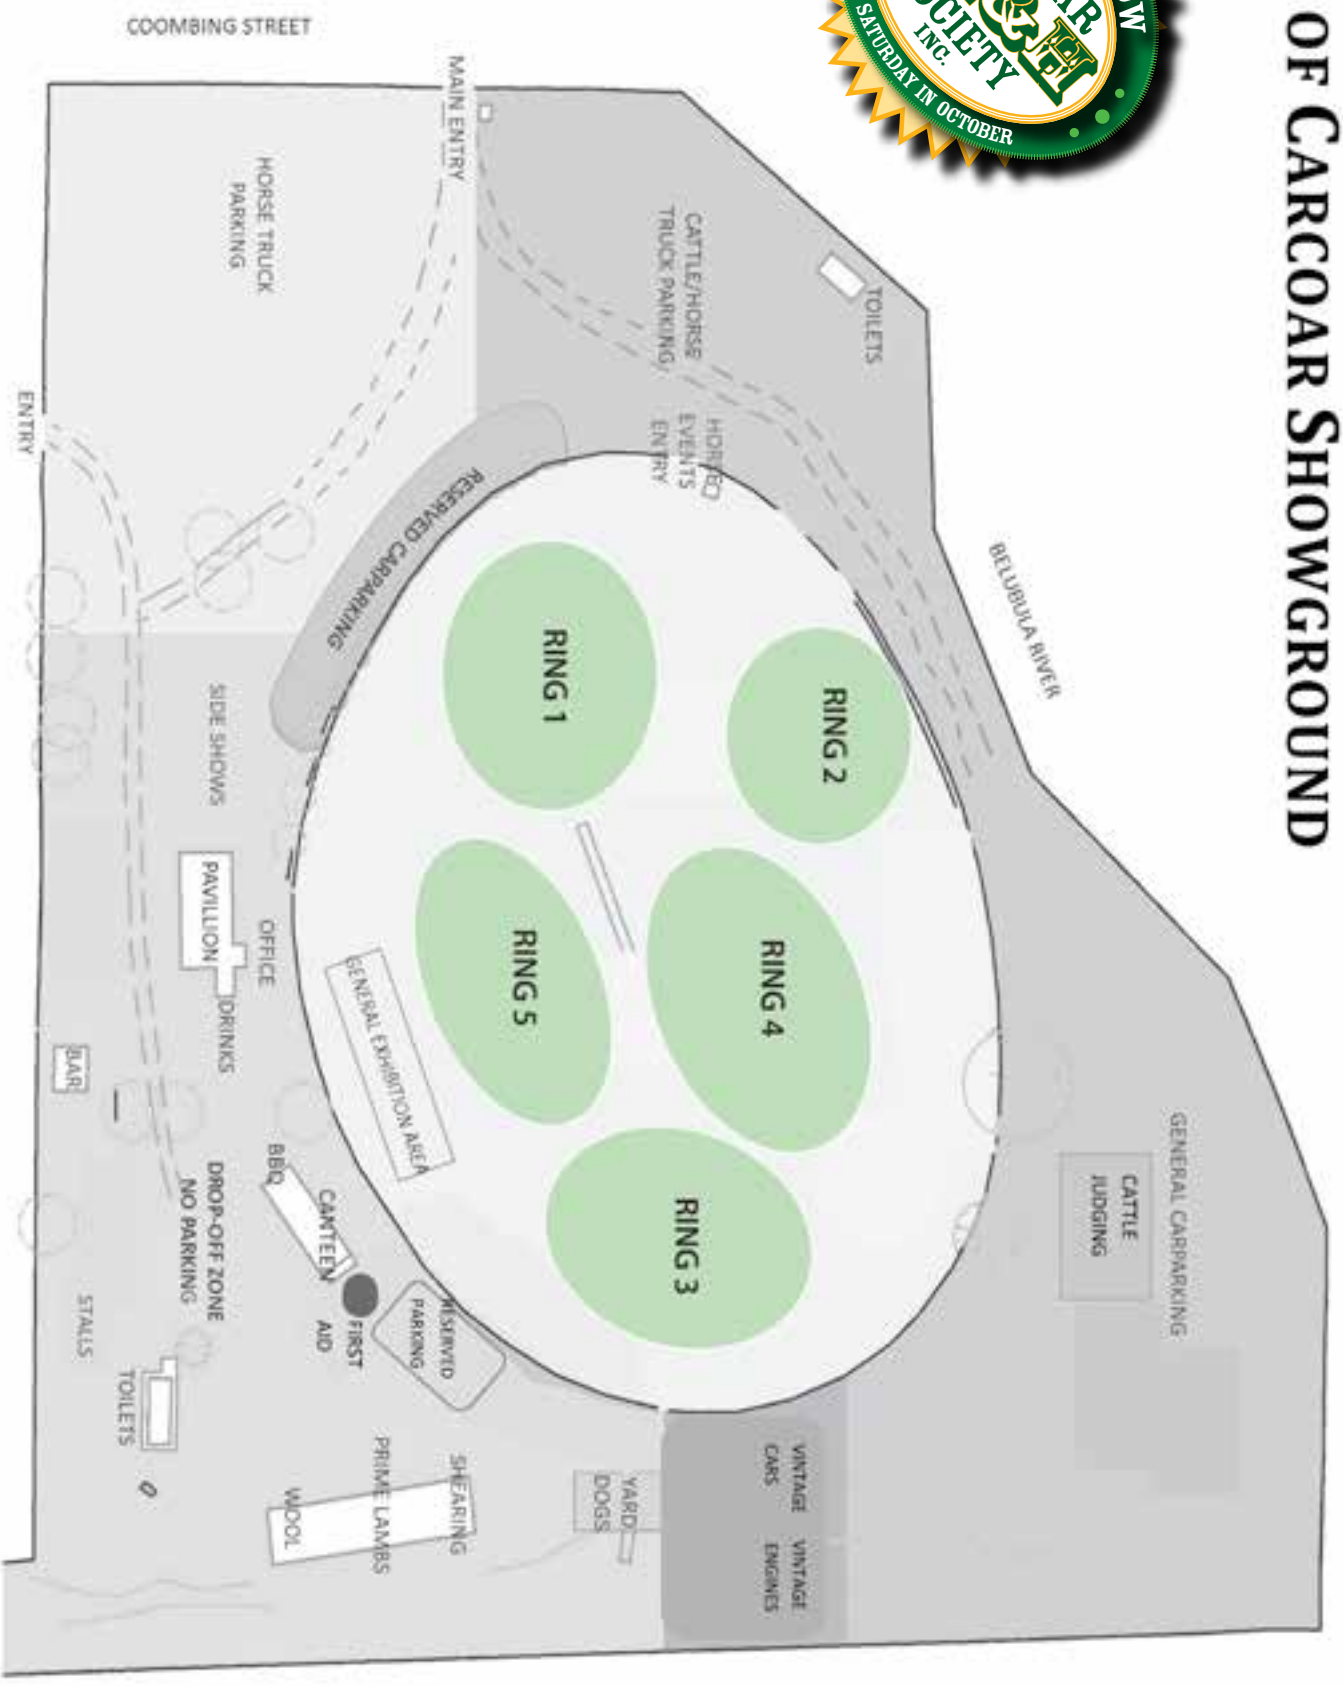 OF CARCOAR SHOWGROUND
AR
&H
SOCIETY
INC.
SATURDAY IN OCTOBER
COOMBING STREET
MAIN ENTRY
HORSE TRUCK
PARKING
CATTLE/HORSE
TRUCK PARKING
TOILETS
ENTRY
EVENTS
ENTRY
RESERVED CARPARKING
BELUBULA RIVER
RING 1
RING 2
SIDE SHOWS
PAVILLION
OFFICE
DRINKS
BAR
GENERAL EXHIBITION AREA
RING 5
RING 4
RING 3
GENERAL CARPARKING
CATTLE
JUDGING
BBQ
CANTEEN
DROP-OFF ZONE
NO PARKING
FIRST
AID
RESERVED
PARKING
STALLS
TOILETS
SHEARING
PRIME LAMBS
WOOL
YARD
DOGS
VINTAGE
CARS
VINTAGE
ENGINES